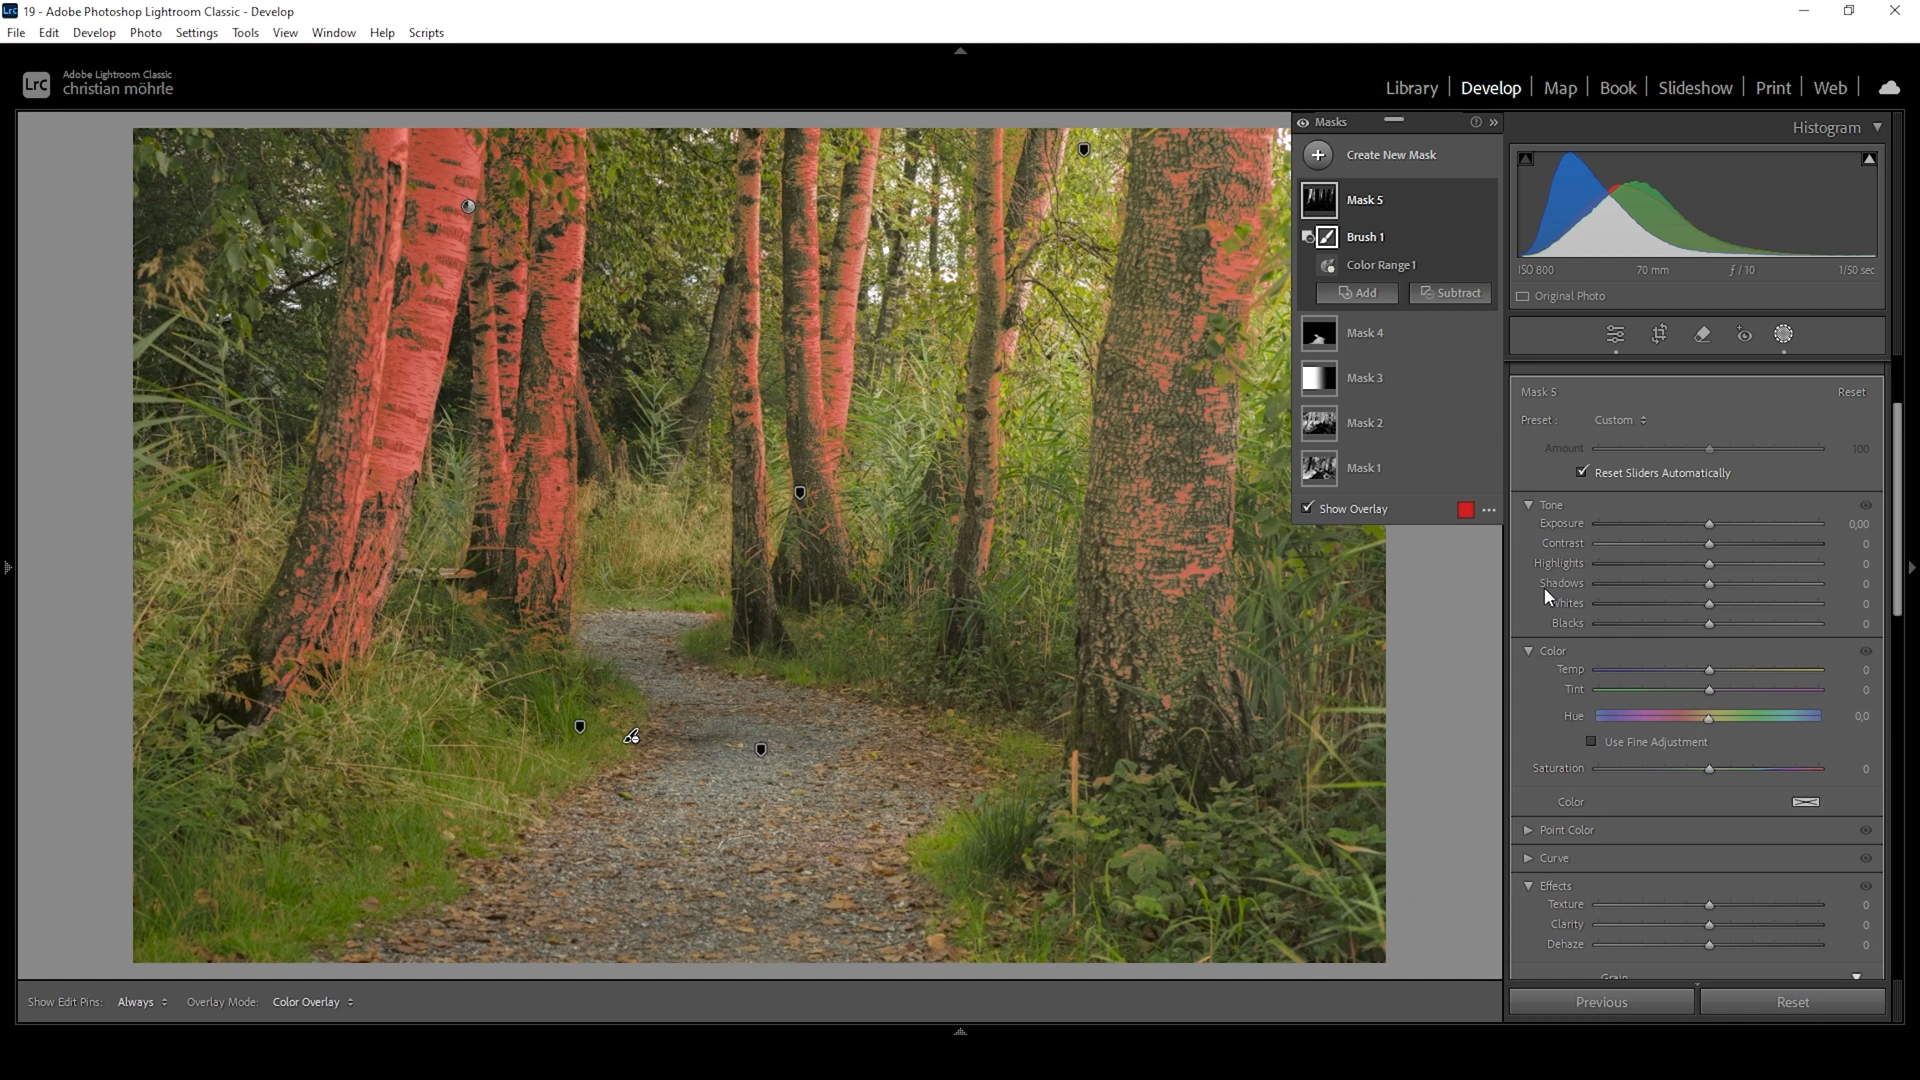 19 - Adobe Photoshop Lightroom Classic - Develop
File Edit Develop Photo Settings Tools View Window Help Scripts
Lrc Adobe Lightroom Classic
christian möhrle
Library Develop Map Book Slideshow Print Web
Masks
Create New Mask
Mask 5
Brush 1
Color Range 1
Add Subtract
Mask 4
Mask 3
Mask 2
Mask 1
Show Overlay
Histogram
ISO 800 70 mm ƒ / 10 1/50 sec
Original Photo
Mask 5 Reset
Preset : Custom
Amount 100
Reset Sliders Automatically
Tone
Exposure 0,00
Contrast 0
Highlights 0
Shadows 0
Whites 0
Blacks 0
Color
Temp 0
Tint 0
Hue 0,0
Use Fine Adjustment
Saturation 0
Color
Point Color
Curve
Effects
Texture 0
Clarity 0
Dehaze 0
Grain
Show Edit Pins: Always Overlay Mode: Color Overlay
Previous Reset